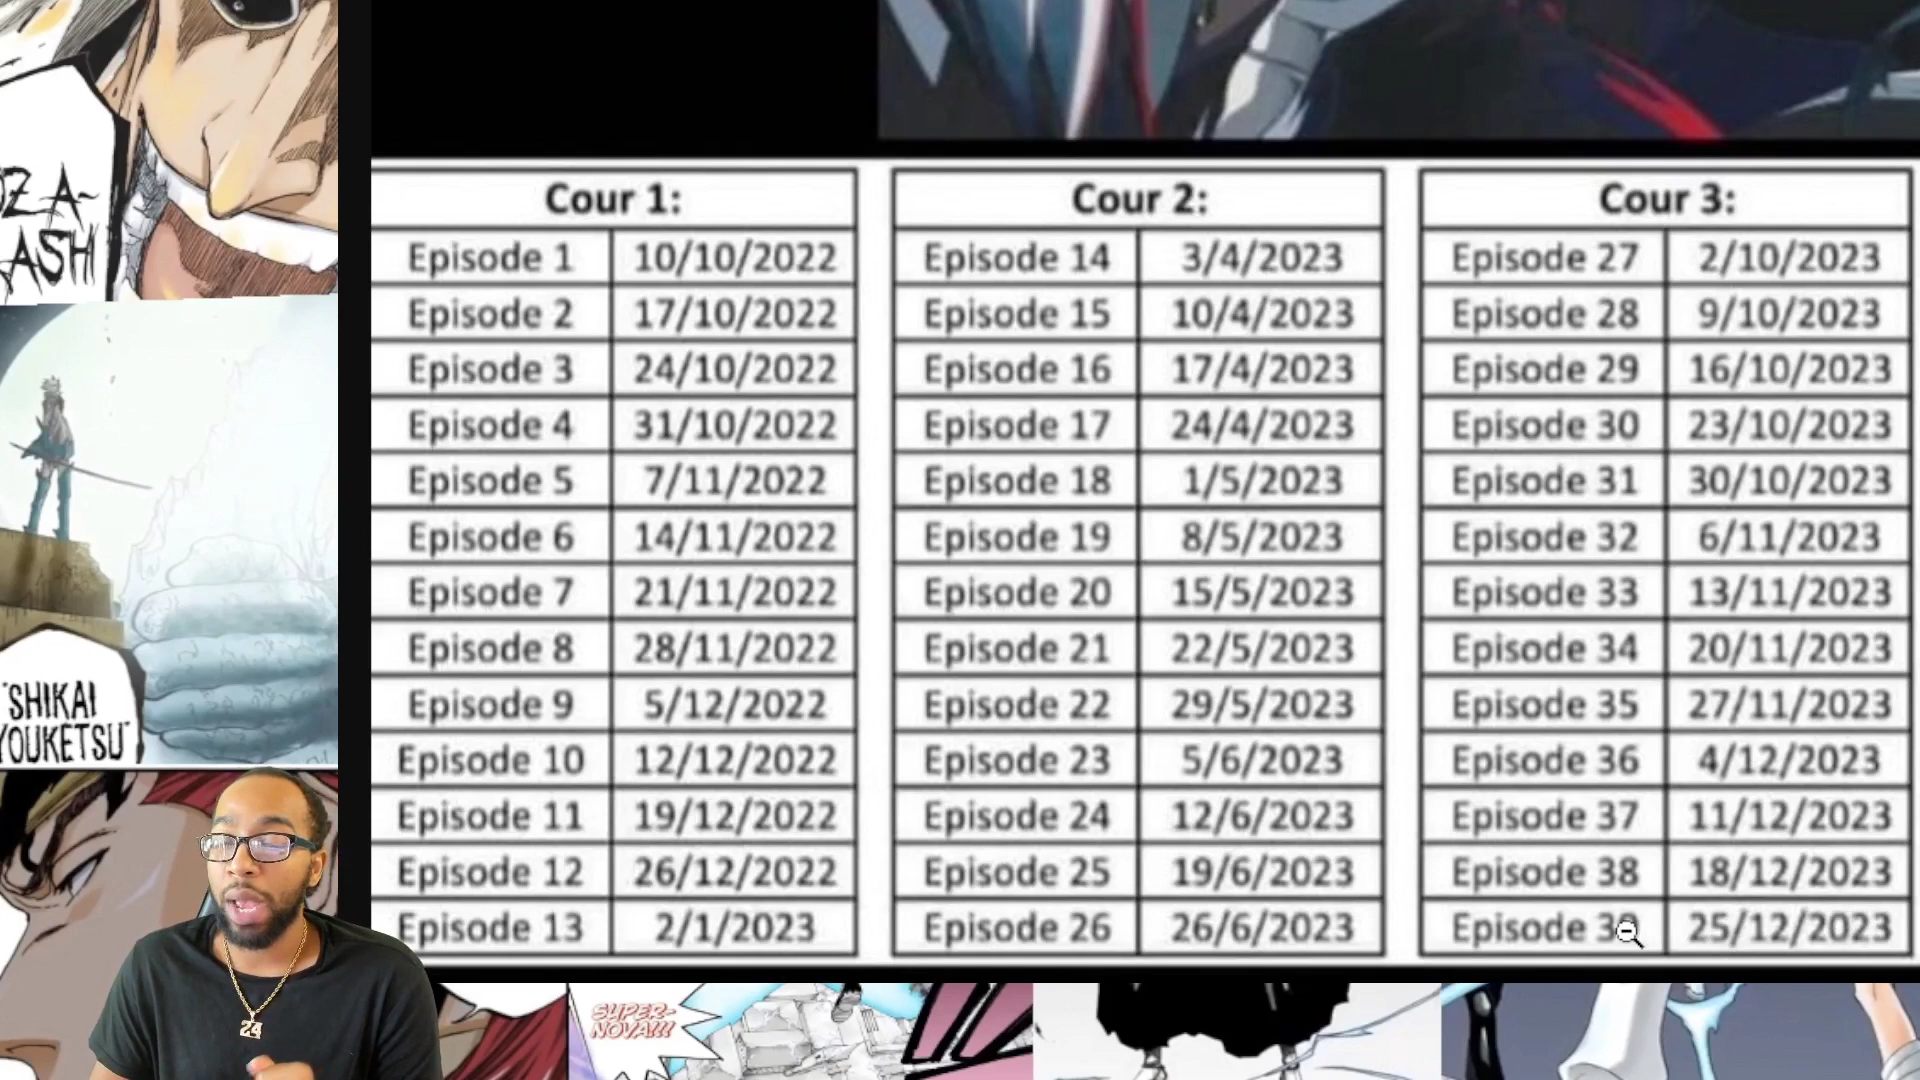 OZ A-
ASH
"SHIKAI
YOUKETSU"
Cour 1:
Episode 1 10/10/2022
Episode 2 17/10/2022
Episode 3 24/10/2022
Episode 4 31/10/2022
Episode 5 7/11/2022
Episode 6 14/11/2022
Episode 7 21/11/2022
Episode 8 28/11/2022
Episode 9 5/12/2022
Episode 10 12/12/2022
Episode 11 19/12/2022
Episode 12 26/12/2022
Episode 13 2/1/2023
Cour 2:
Episode 14 3/4/2023
Episode 15 10/4/2023
Episode 16 17/4/2023
Episode 17 24/4/2023
Episode 18 1/5/2023
Episode 19 8/5/2023
Episode 20 15/5/2023
Episode 21 22/5/2023
Episode 22 29/5/2023
Episode 23 5/6/2023
Episode 24 12/6/2023
Episode 25 19/6/2023
Episode 26 26/6/2023
Cour 3:
Episode 27 2/10/2023
Episode 28 9/10/2023
Episode 29 16/10/2023
Episode 30 23/10/2023
Episode 31 30/10/2023
Episode 32 6/11/2023
Episode 33 13/11/2023
Episode 34 20/11/2023
Episode 35 27/11/2023
Episode 36 4/12/2023
Episode 37 11/12/2023
Episode 38 18/12/2023
Episode 39 25/12/2023
24
SUPER-
NOVA!!!